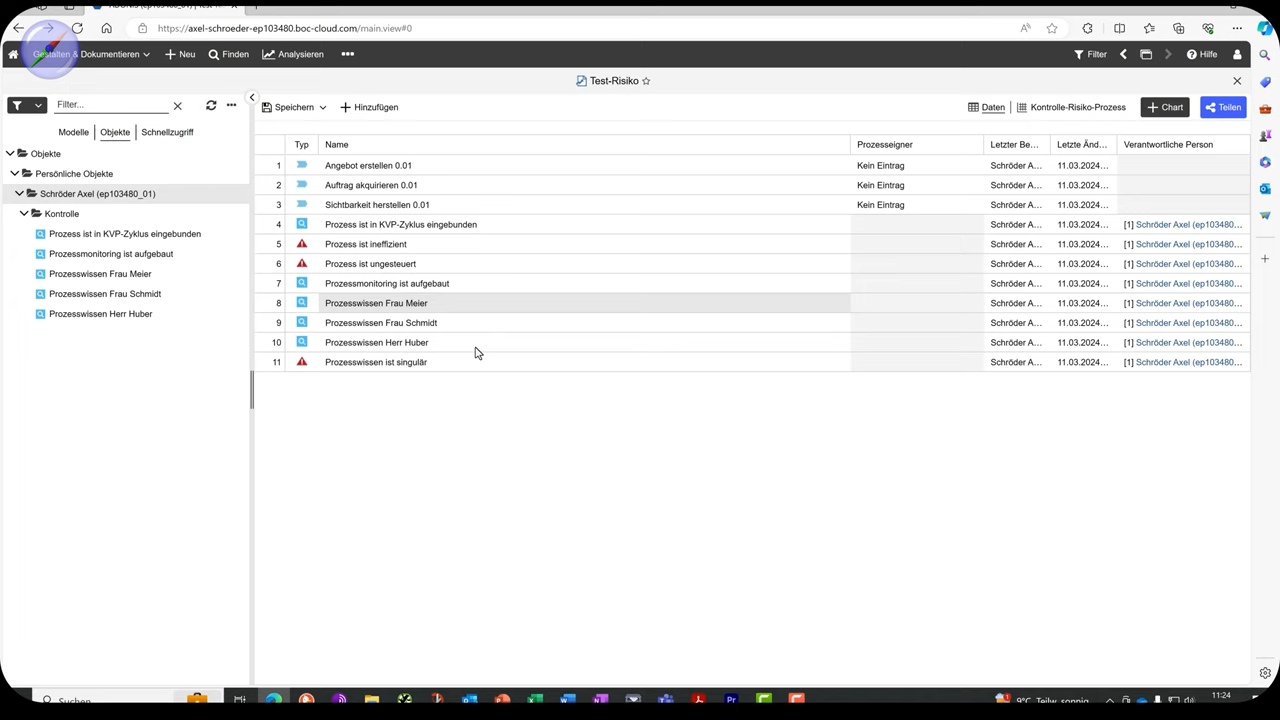 https://axel-schroeder-ep103480.boc-cloud.com/main.view#0
Gestalten & Dokumentieren
Neu
Finden
Analysieren
Filter
Hilfe
Test-Risiko
Filter...
Speichern
Hinzufügen
Daten
Kontrolle-Risiko-Prozess
Chart
Teilen
Modelle Objekte Schnellzugriff
Objekte
Persönliche Objekte
Schröder Axel (ep103480_01)
Kontrolle
Prozess ist in KVP-Zyklus eingebunden
Prozessmonitoring ist aufgebaut
Prozesswissen Frau Meier
Prozesswissen Frau Schmidt
Prozesswissen Herr Huber
Typ Name Prozesseigner Letzter Be... Letzte Änd... Verantwortliche Person
1 Angebot erstellen 0.01 Kein Eintrag Schröder A... 11.03.2024...
2 Auftrag akquirieren 0.01 Kein Eintrag Schröder A... 11.03.2024...
3 Sichtbarkeit herstellen 0.01 Kein Eintrag Schröder A... 11.03.2024...
4 Prozess ist in KVP-Zyklus eingebunden Schröder A... 11.03.2024... [1] Schröder Axel (ep103480...
5 Prozess ist ineffizient Schröder A... 11.03.2024... [1] Schröder Axel (ep103480...
6 Prozess ist ungesteuert Schröder A... 11.03.2024... [1] Schröder Axel (ep103480...
7 Prozessmonitoring ist aufgebaut Schröder A... 11.03.2024... [1] Schröder Axel (ep103480...
8 Prozesswissen Frau Meier Schröder A... 11.03.2024... [1] Schröder Axel (ep103480...
9 Prozesswissen Frau Schmidt Schröder A... 11.03.2024... [1] Schröder Axel (ep103480...
10 Prozesswissen Herr Huber Schröder A... 11.03.2024... [1] Schröder Axel (ep103480...
11 Prozesswissen ist singulär Schröder A... 11.03.2024... [1] Schröder Axel (ep103480...
Suchen
9°C Teilw. sonnig
11:24